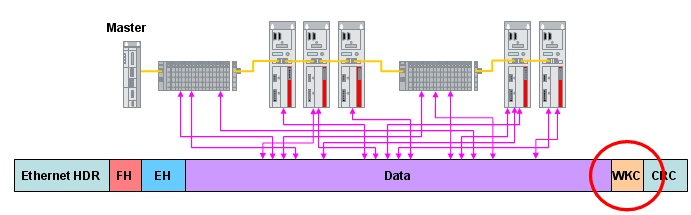 Master
Ethernet HDR
FH
EH
Data
WKC
CRC